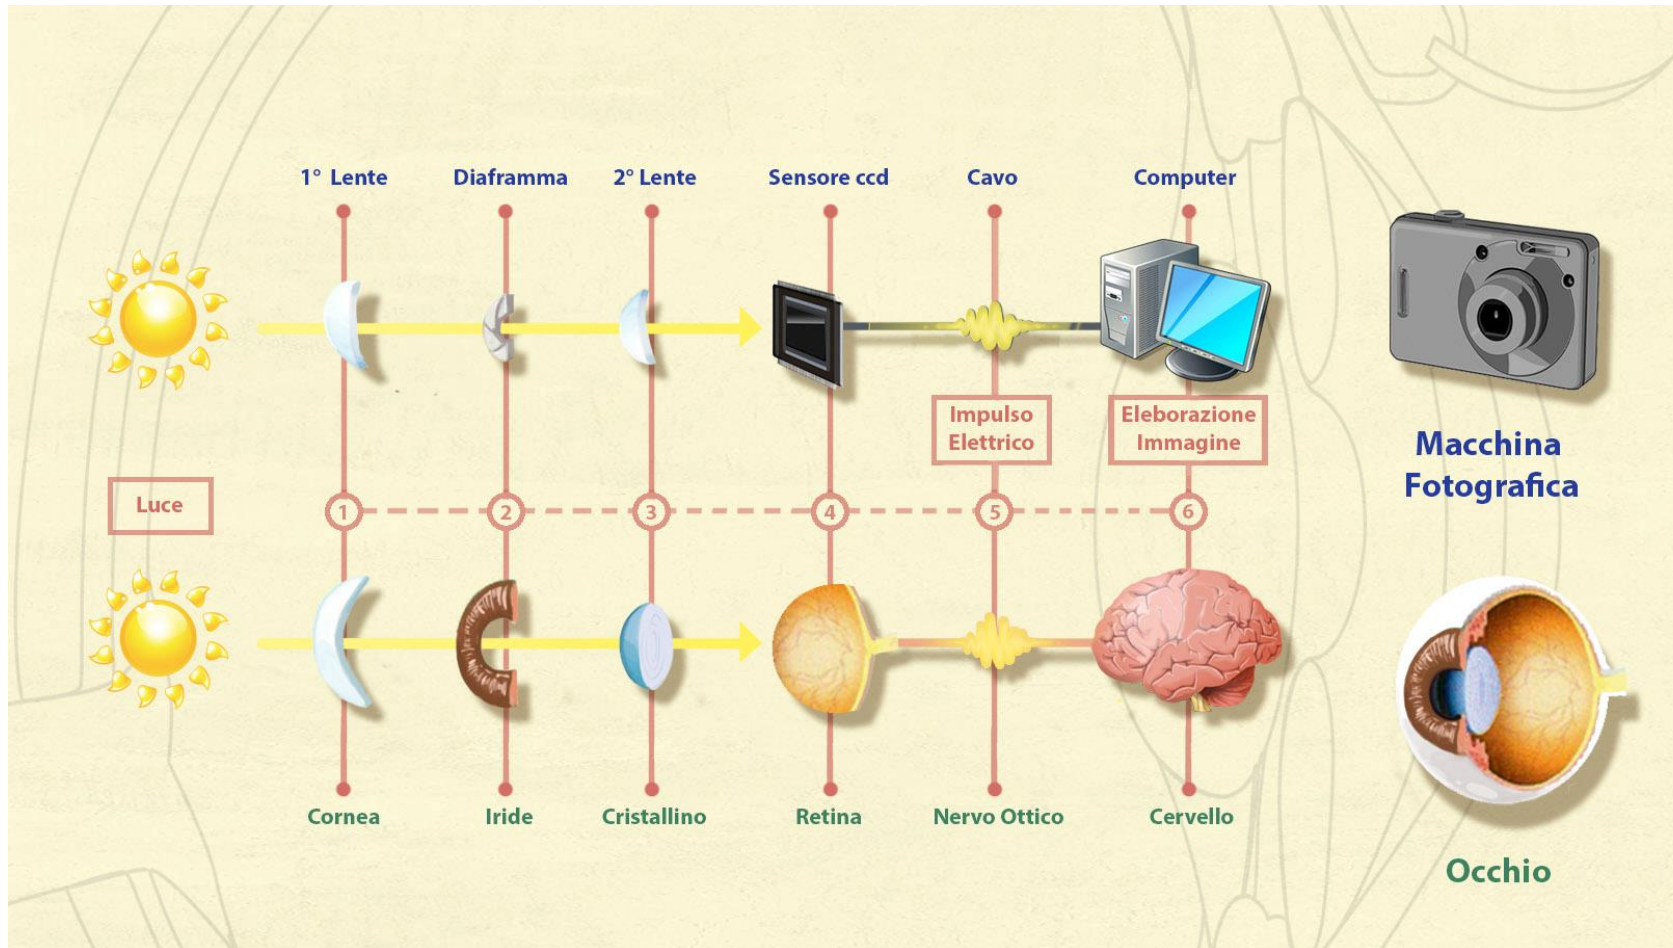 1° Lente
Diaframma
2° Lente
Sensore ccd
Cavo
Computer
Impulso
Elettrico
Eleborazione
Immagine
Macchina
Fotografica
Luce
1
2
3
4
5
6
Cornea
Iride
Cristallino
Retina
Nervo Ottico
Cervello
Occhio